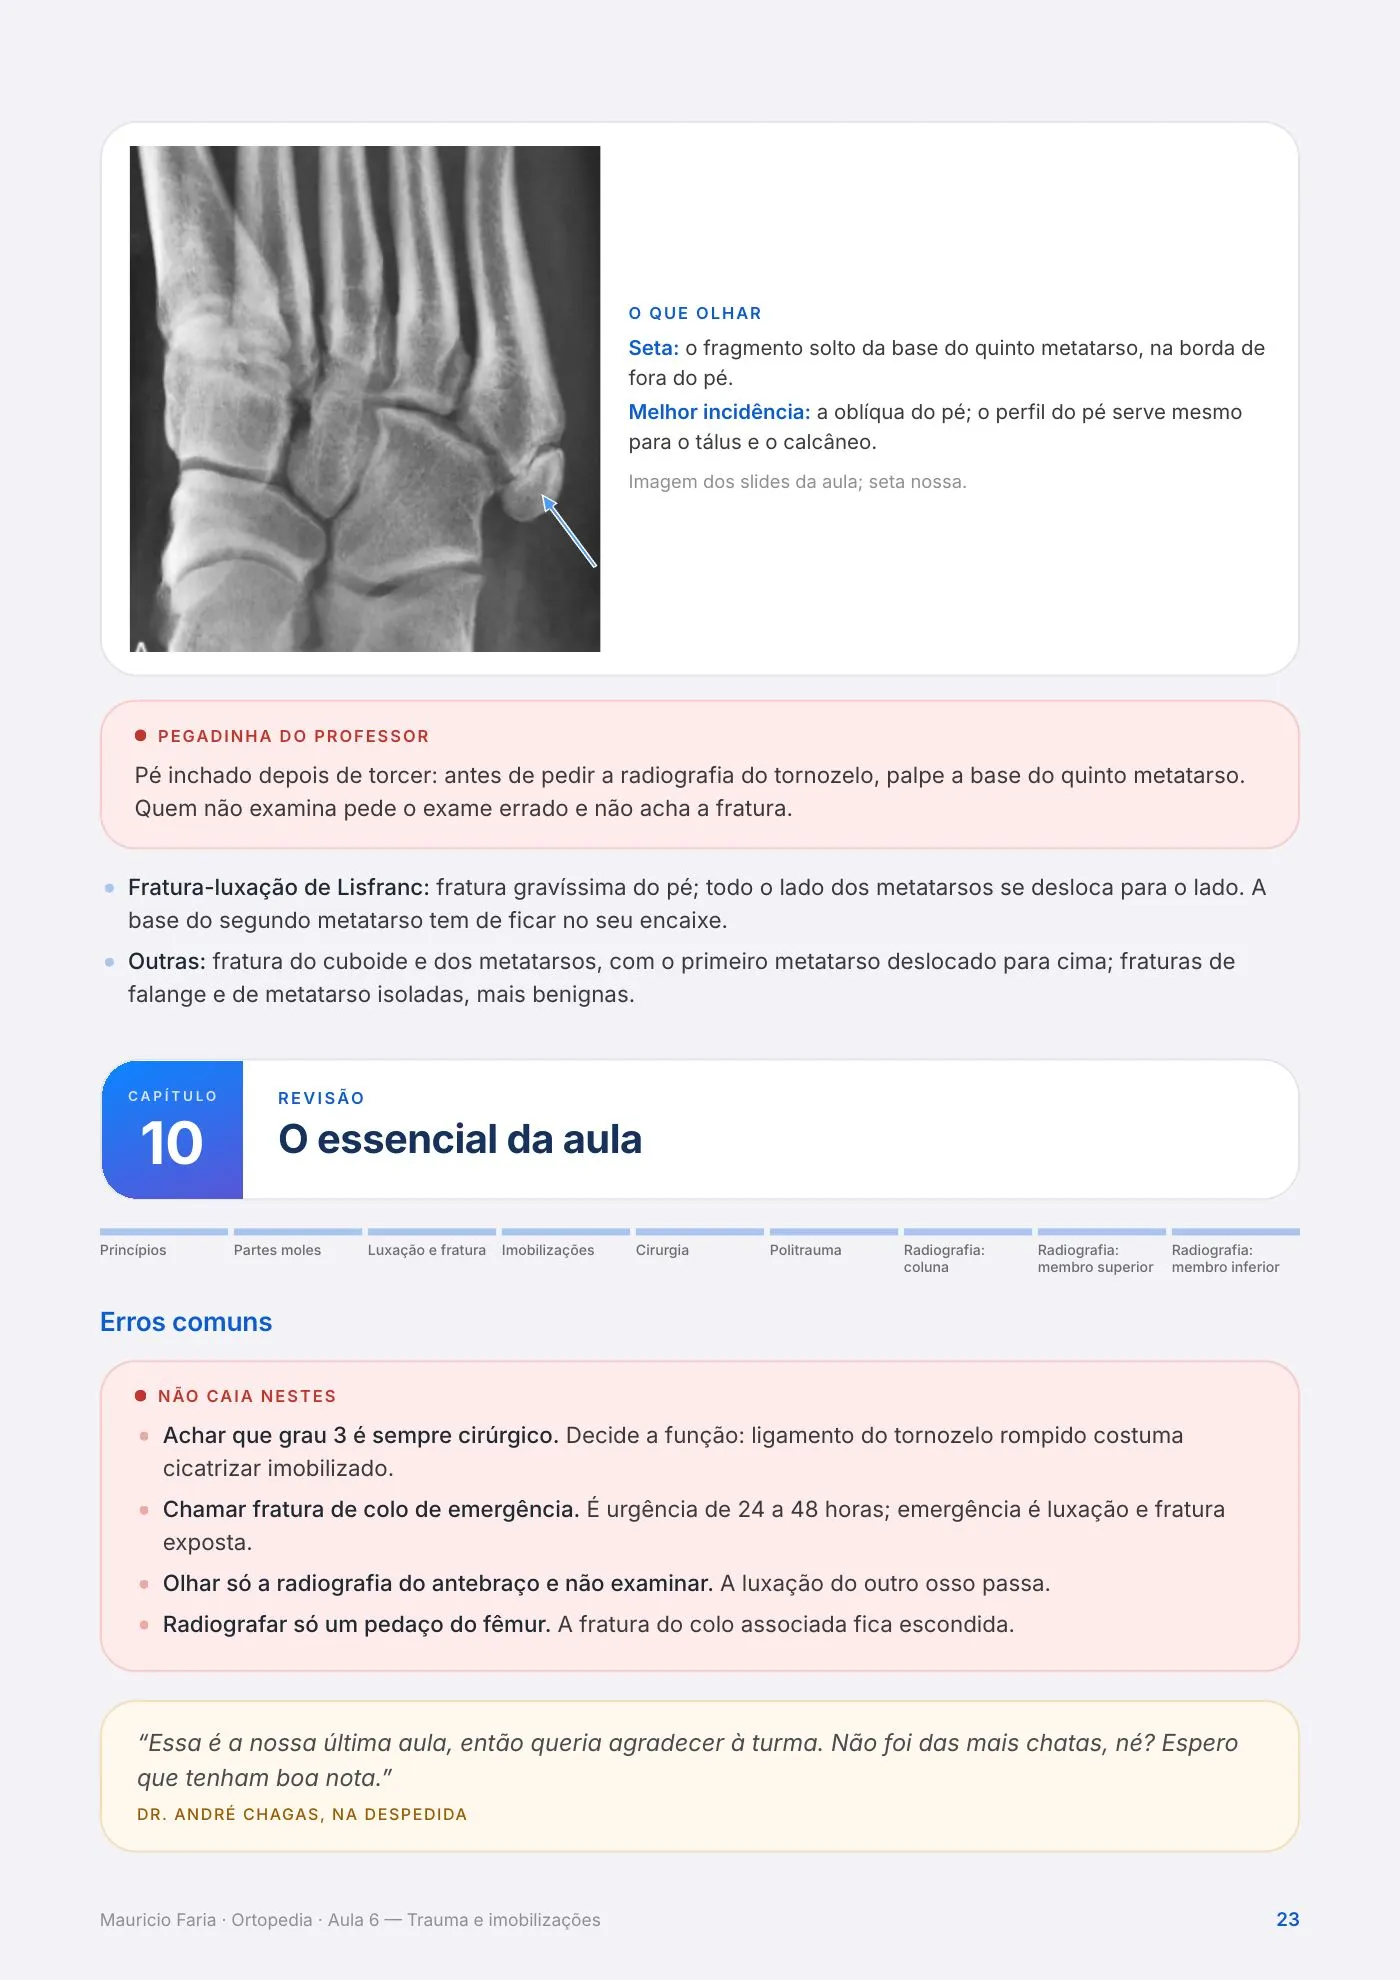 O QUE OLHAR
Seta: o fragmento solto da base do quinto metatarso, na borda de
fora do pé.
Melhor incidência: a oblíqua do pé; o perfil do pé serve mesmo
para o tálus e o calcâneo.
Imagem dos slides da aula; seta nossa.
PEGADINHA DO PROFESSOR
Pé inchado depois de torcer: antes de pedir a radiografia do tornozelo, palpe a base do quinto metatarso.
Quem não examina pede o exame errado e não acha a fratura.
Fratura-luxação de Lisfranc: fratura gravíssima do pé; todo o lado dos metatarsos se desloca para o lado. A
base do segundo metatarso tem de ficar no seu encaixe.
Outras: fratura do cuboide e dos metatarsos, com o primeiro metatarso deslocado para cima; fraturas de
falange e de metatarso isoladas, mais benignas.
CAPÍTULO
10
REVISÃO
O essencial da aula
Princípios
Partes moles
Luxação e fratura
Imobilizações
Cirurgia
Politrauma
Radiografia:
coluna
Radiografia:
membro superior
Radiografia:
membro inferior
Erros comuns
NÃO CAIA NESTES
Achar que grau 3 é sempre cirúrgico. Decide a função: ligamento do tornozelo rompido costuma
cicatrizar imobilizado.
Chamar fratura de colo de emergência. É urgência de 24 a 48 horas; emergência é luxação e fratura
exposta.
Olhar só a radiografia do antebraço e não examinar. A luxação do outro osso passa.
Radiografar só um pedaço do fêmur. A fratura do colo associada fica escondida.
“Essa é a nossa última aula, então queria agradecer à turma. Não foi das mais chatas, né? Espero
que tenham boa nota.”
DR. ANDRÉ CHAGAS, NA DESPEDIDA
Mauricio Faria · Ortopedia · Aula 6 — Trauma e imobilizações
23